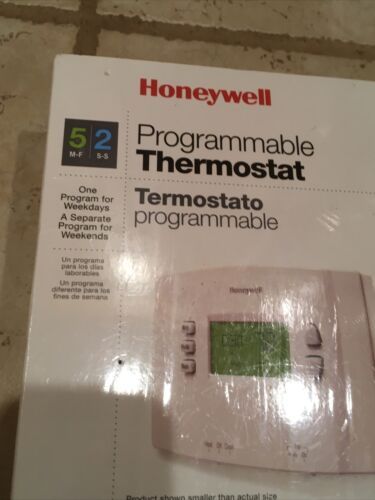 Honeywell
5 2
M-F S-S
Programmable
Thermostat
One
Program for
Weekdays
A Separate
Program for
Weekends
Termostato
programmable
Un programa
para los días
laborables
Un programa
diferente para los
fines de semana
Honeywell
Product shown smaller than actual size